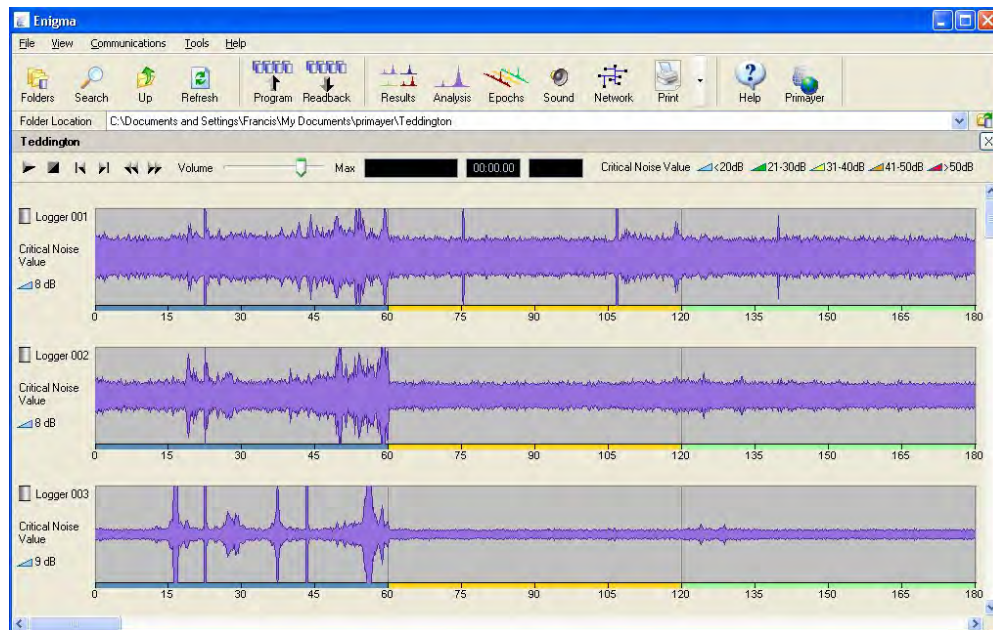 Enigma
File View Communications Tools Help
Folders Search Up Refresh Program Readback Results Analysis Epochs Sound Network Print Help Primayer
Folder Location C:\Documents and Settings\Francis\My Documents\primayer\Teddington
Teddington
Volume Max 00:00.00 Critical Noise Value <20dB 21-30dB 31-40dB 41-50dB >50dB
Logger 001
Critical Noise
Value
8 dB
0 15 30 45 60 75 90 105 120 135 150 165 180
Logger 002
Critical Noise
Value
8 dB
0 15 30 45 60 75 90 105 120 135 150 165 180
Logger 003
Critical Noise
Value
9 dB
0 15 30 45 60 75 90 105 120 135 150 165 180